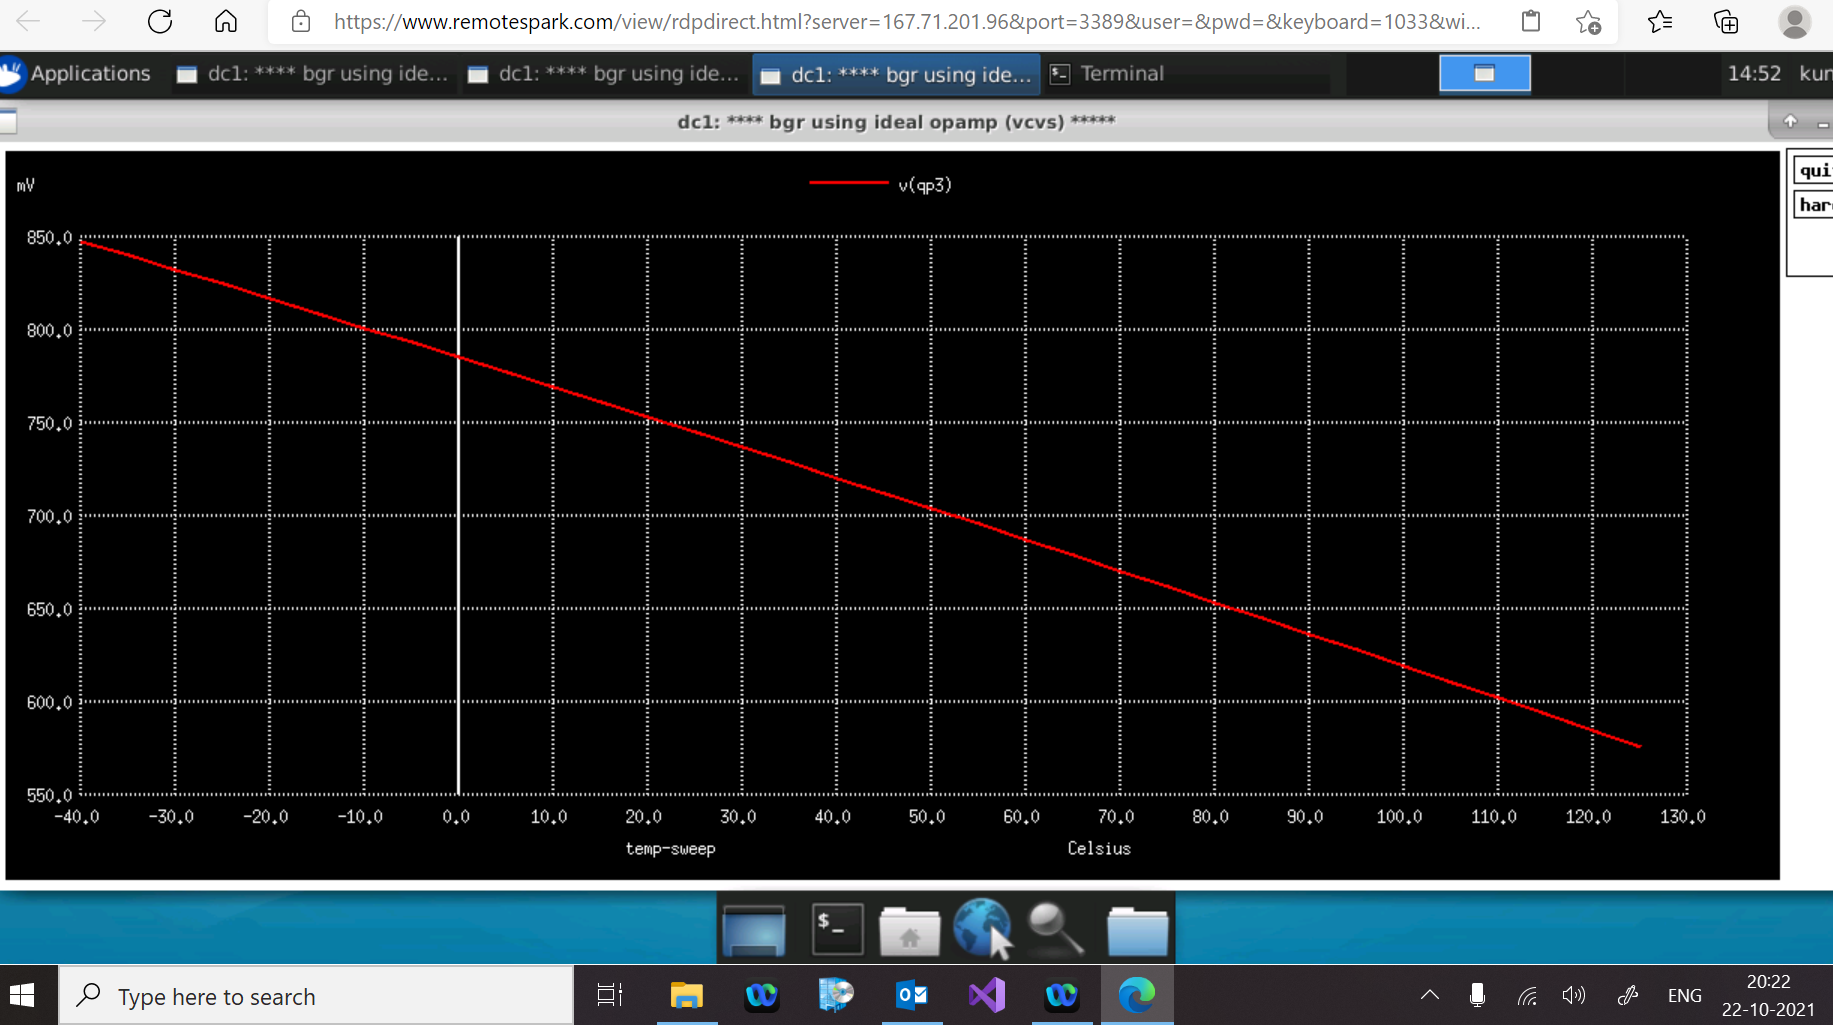 https://www.remotespark.com/view/rdpdirect.html?server=167.71.201.96&port=3389&user=&pwd=&keyboard=1033&wi...
Applications dc1: **** bgr using ide... dc1: **** bgr using ide... dc1: **** bgr using ide... Terminal 14:52 kun
dc1: **** bgr using ideal opamp (vcvs) *****
mV v(qp3)
qui
har
850.0
800.0
750.0
700.0
650.0
600.0
550.0
-40.0 -30.0 -20.0 -10.0 0.0 10.0 20.0 30.0 40.0 50.0 60.0 70.0 80.0 90.0 100.0 110.0 120.0 130.0
temp-sweep Celsius
$_
Type here to search
ENG
20:22
22-10-2021